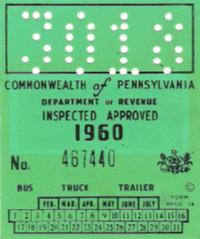 3018
COMMONWEALTH of PENNSYLVANIA
DEPARTMENT OF REVENUE
INSPECTED APPROVED
1960
No. 467440
BUS TRUCK TRAILER ©
FORM
FEB. MAR. APR. MAY JUNE JULY
1 2 3 4 5 6 7 8 9 10 11 12 13 14 15 16
17 18 19 20 21 22 23 24 25 26 27 28 29 30 31